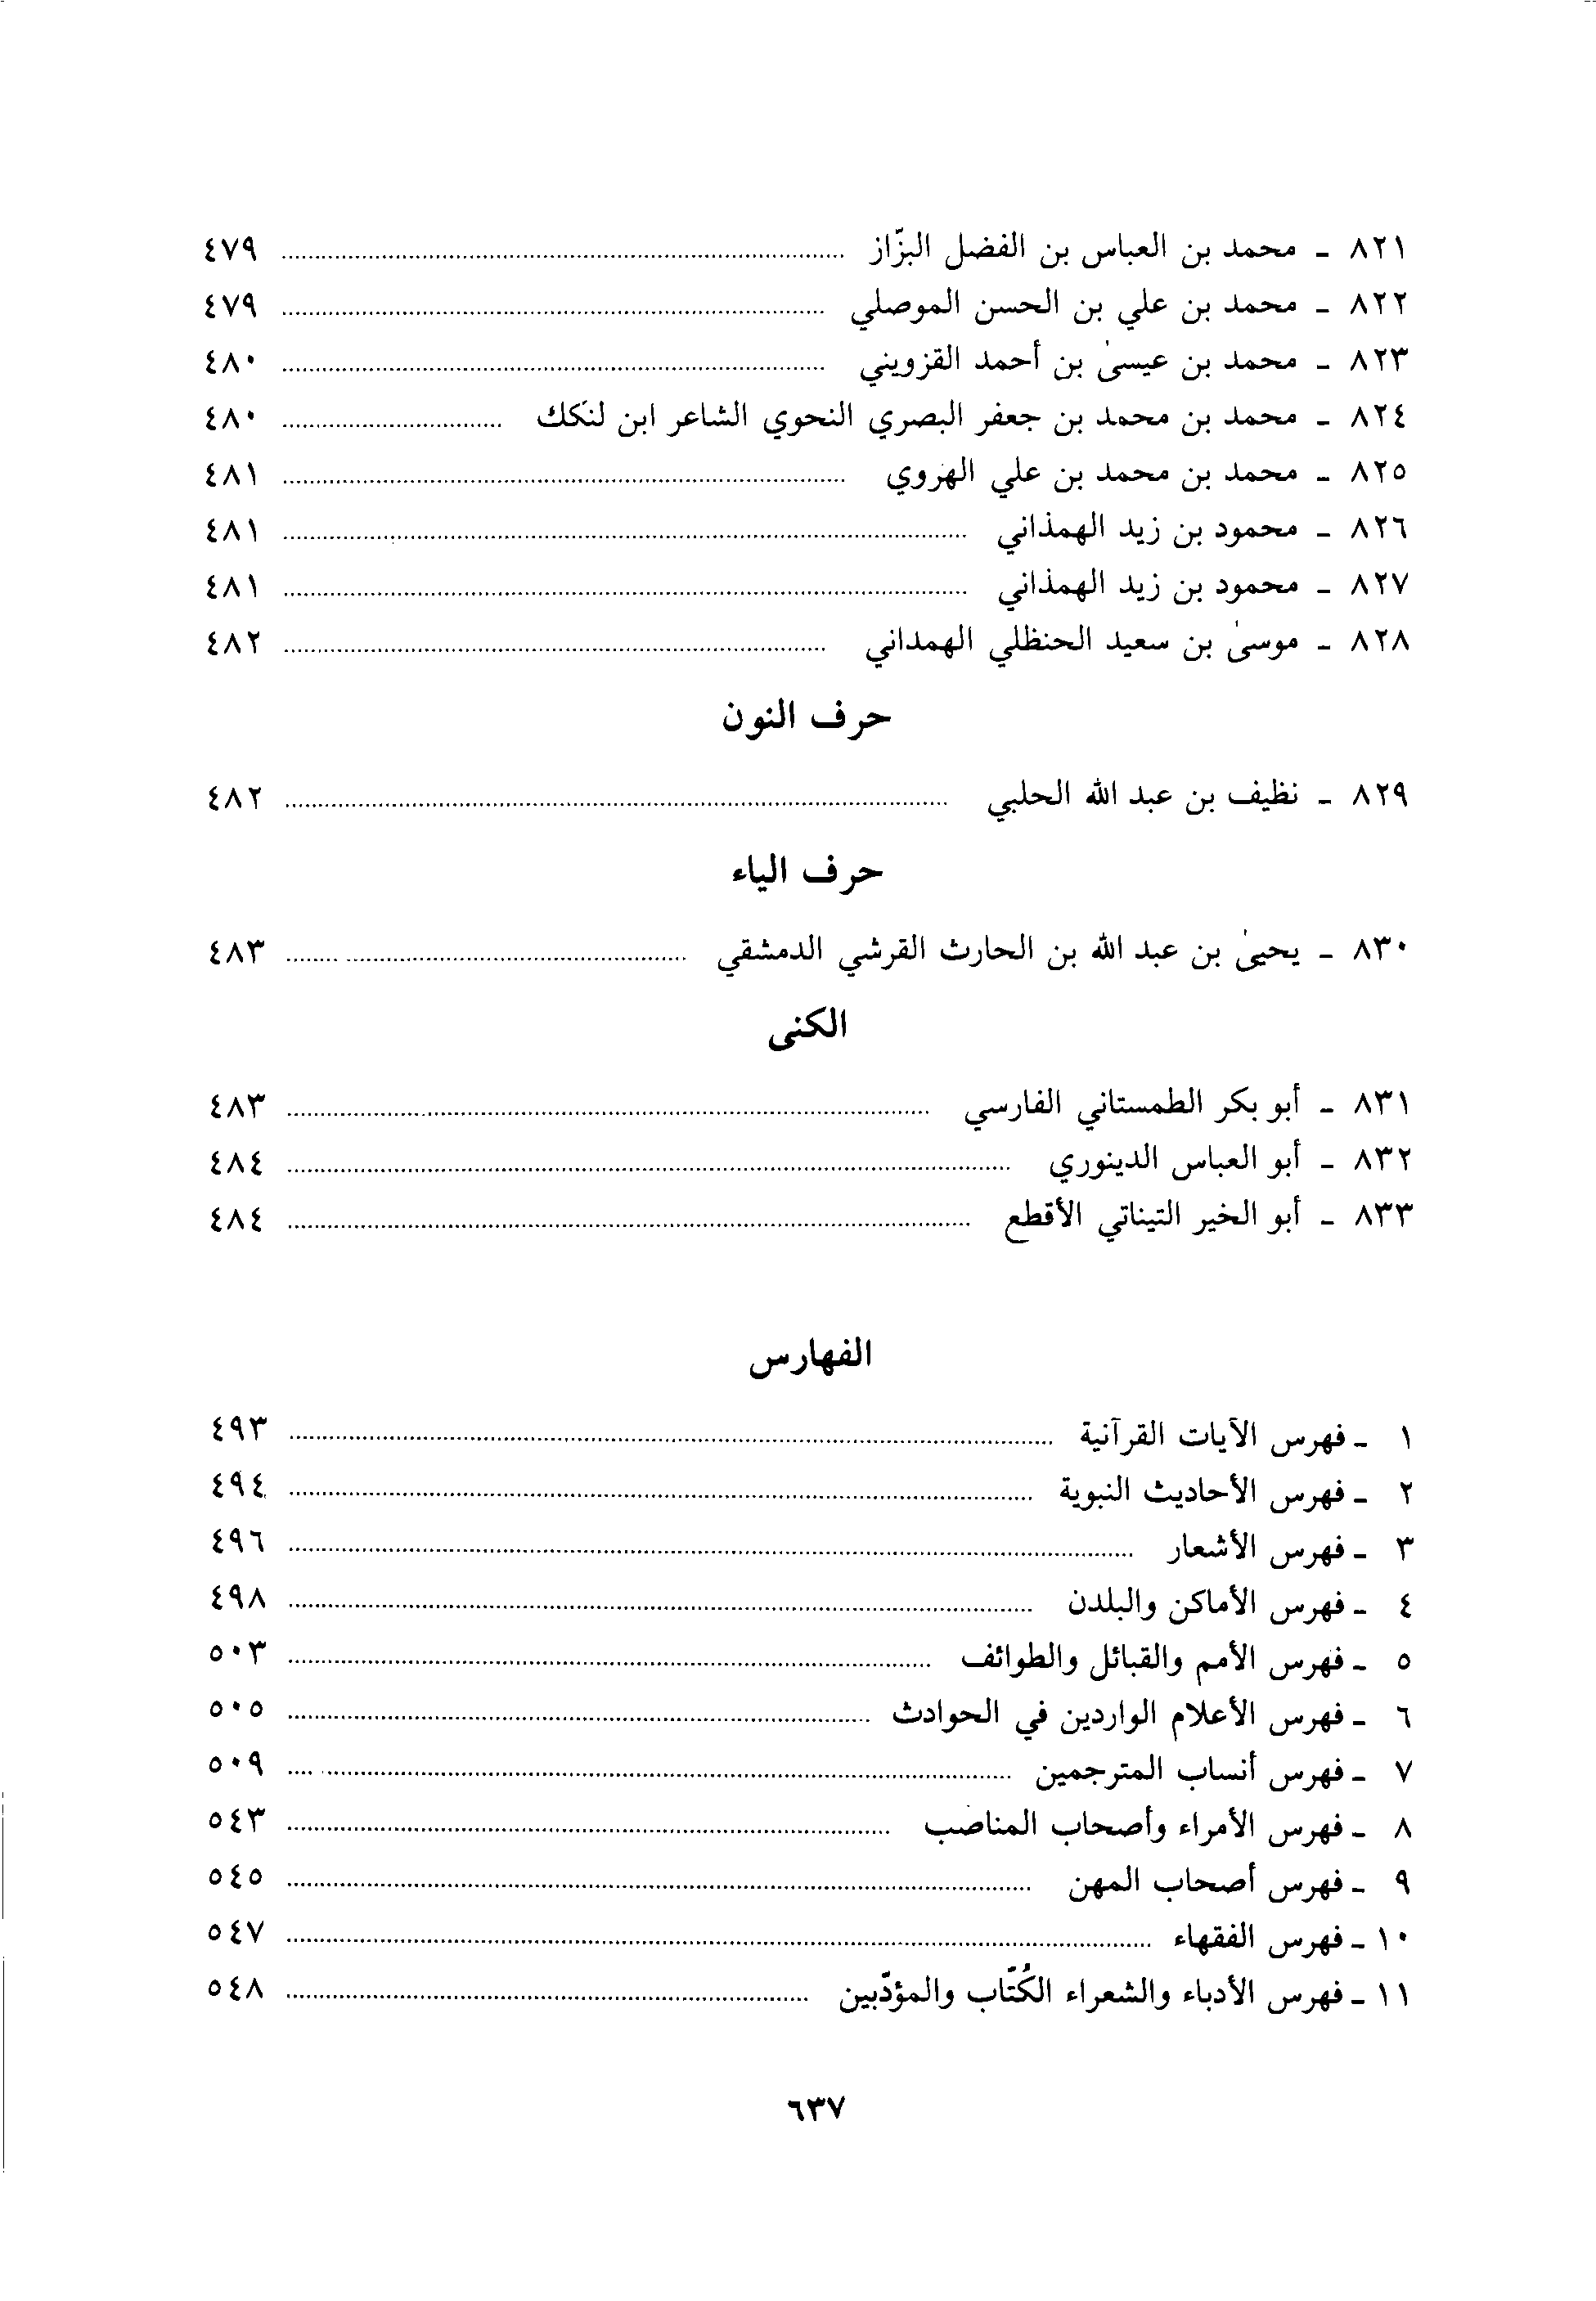 ٨٢١ - محمد بن العباس بن الفضل البزّاز ........ ٤٧٩
٨٢٢ - محمد بن علي بن الحسن الموصلي ........ ٤٧٩
٨٢٣ - محمد بن عيسىٰ بن أحمد القزويني ........ ٤٨٠
٨٢٤ - محمد بن محمد بن جعفر البصري النحوي الشاعر ابن لنكك ........ ٤٨٠
٨٢٥ - محمد بن محمد بن علي الهروي ........ ٤٨١
٨٢٦ - محمود بن زيد الهمذاني ........ ٤٨١
٨٢٧ - محمود بن زيد الهمذاني ........ ٤٨١
٨٢٨ - موسىٰ بن سعيد الحنظلي الهمداني ........ ٤٨٢
حرف النون
٨٢٩ - نظيف بن عبد الله الحلبي ........ ٤٨٢
حرف الياء
٨٣٠ - يحيىٰ بن عبد الله بن الحارث القرشي الدمشقي ........ ٤٨٣
الكنى
٨٣١ - أبو بكر الطمستاني الفارسي ........ ٤٨٣
٨٣٢ - أبو العباس الدينوري ........ ٤٨٤
٨٣٣ - أبو الخير التيناتي الأقطع ........ ٤٨٤
الفهارس
١ - فهرس الآيات القرآنية ........ ٤٩٣
٢ - فهرس الأحاديث النبوية ........ ٤٩٤
٣ - فهرس الأشعار ........ ٤٩٦
٤ - فهرس الأماكن والبلدن ........ ٤٩٨
٥ - فهرس الأمم والقبائل والطوائف ........ ٥٠٣
٦ - فهرس الأعلام الواردين في الحوادث ........ ٥٠٥
٧ - فهرس أنساب المترجمين ........ ٥٠٩
٨ - فهرس الأمراء وأصحاب المناصب ........ ٥٤٣
٩ - فهرس أصحاب المهن ........ ٥٤٥
١٠ - فهرس الفقهاء ........ ٥٤٧
١١ - فهرس الأدباء والشعراء الكُتّاب والمؤدّبين ........ ٥٤٨
٦٣٧